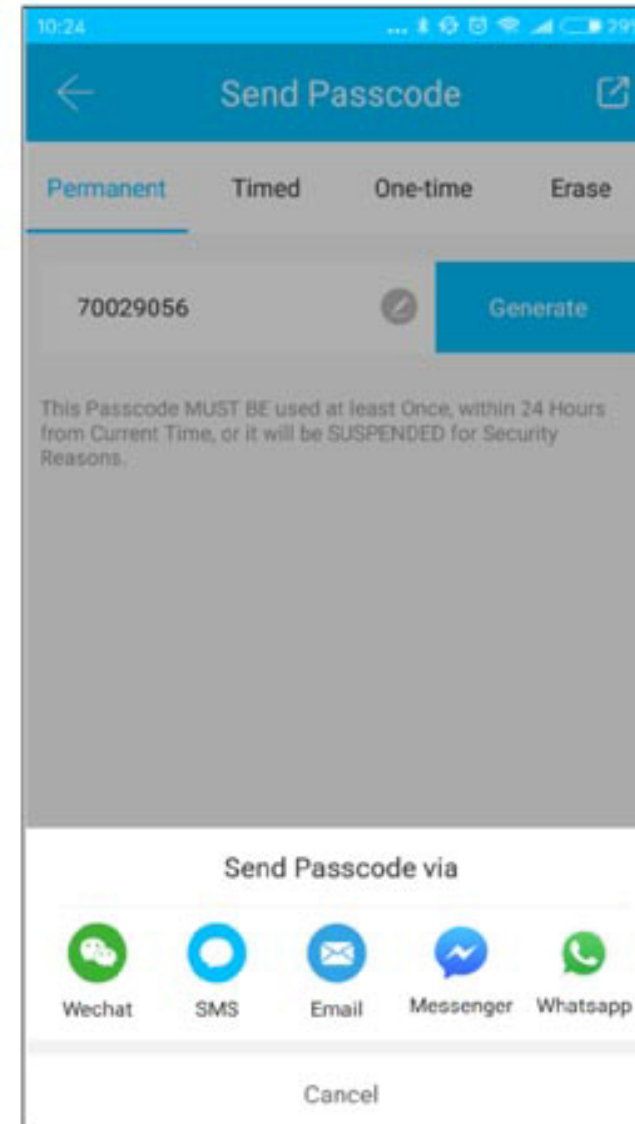 10:24 ... 29%
Send Passcode
Permanent Timed One-time Erase
70029056 Generate
This Passcode MUST BE used at least Once, within 24 Hours
from Current Time, or it will be SUSPENDED for Security
Reasons.
Send Passcode via
Wechat SMS Email Messenger Whatsapp
Cancel